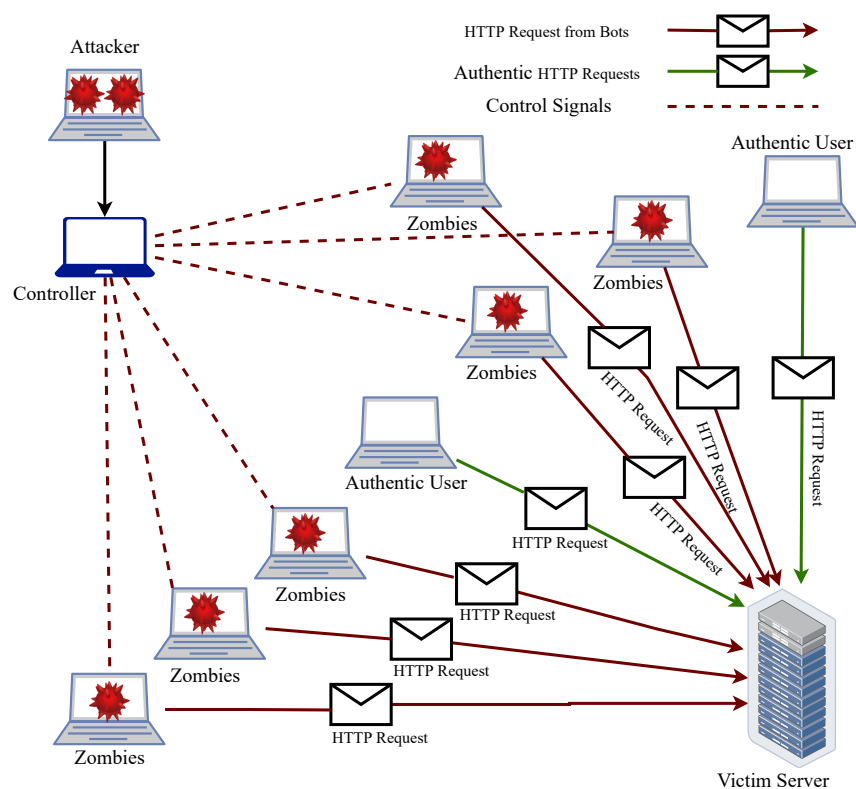 Attacker
HTTP Request from Bots
Authentic HTTP Requests
Control Signals
Authentic User
Zombies
Zombies
Controller
Zombies
HTTP Request
HTTP Request
HTTP Request
HTTP Request
Authentic User
HTTP Request
Zombies
HTTP Request
Zombies
HTTP Request
Zombies
HTTP Request
Victim Server